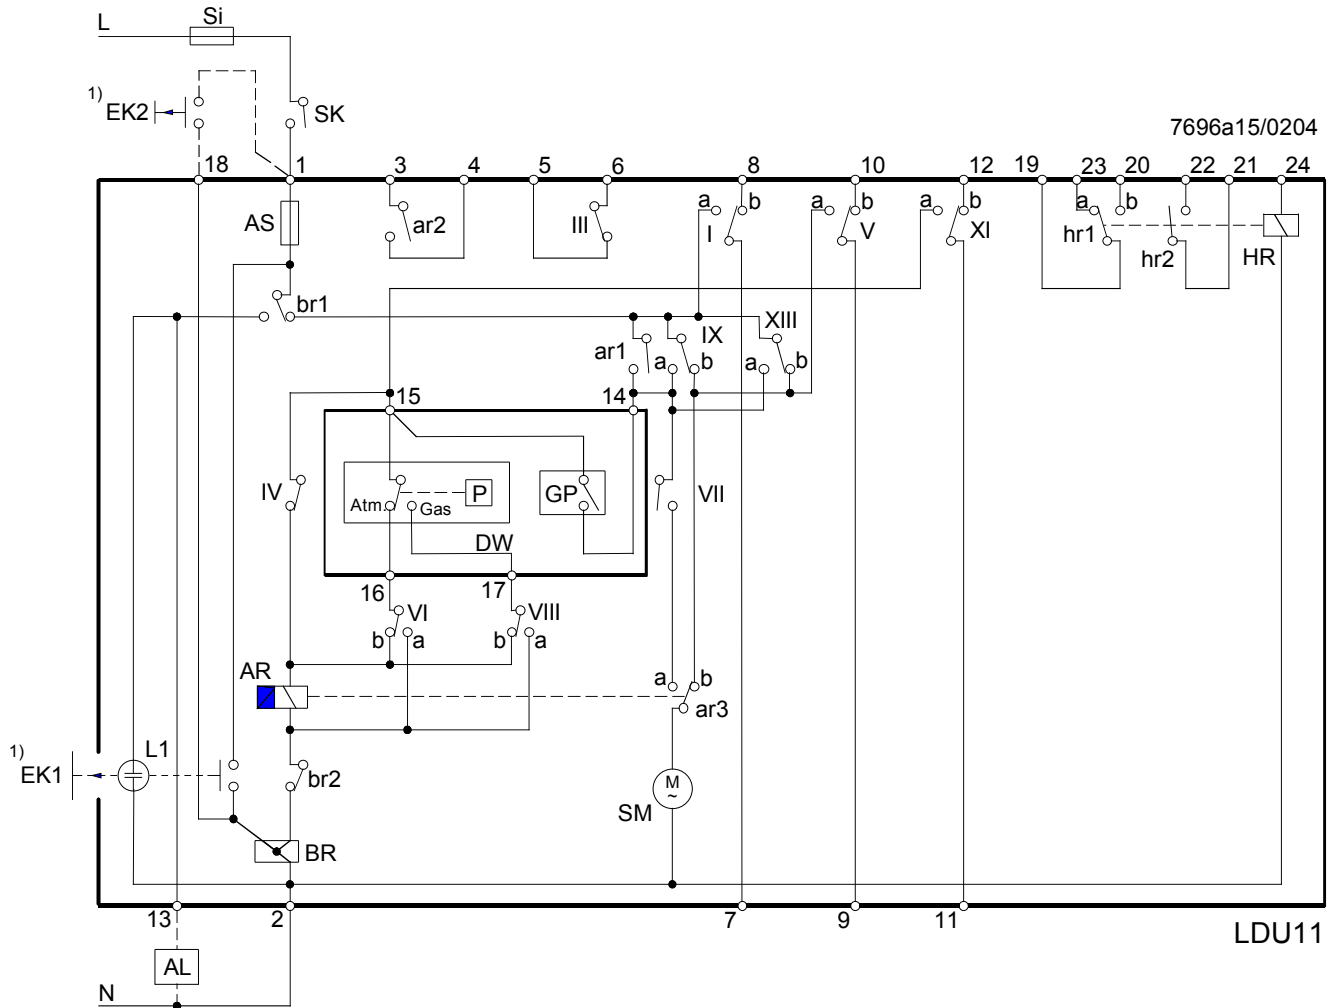 L
Si
1)
EK2
SK
7696a15/0204
18 1 3 4 5 6 8 10 12 19 23 20 22 21 24
AS
ar2
III
a b
I
a b
V
a b
XI
a b
hr1
hr2
HR
br1
ar1
IX
a b
XIII
a b
15
14
IV
Atm.
Gas
P
GP
VII
DW
16
17
VI
b a
VIII
b a
AR
a b
ar3
1)
EK1
L1
br2
M
~
SM
BR
13 2 7 9 11
LDU11
AL
N